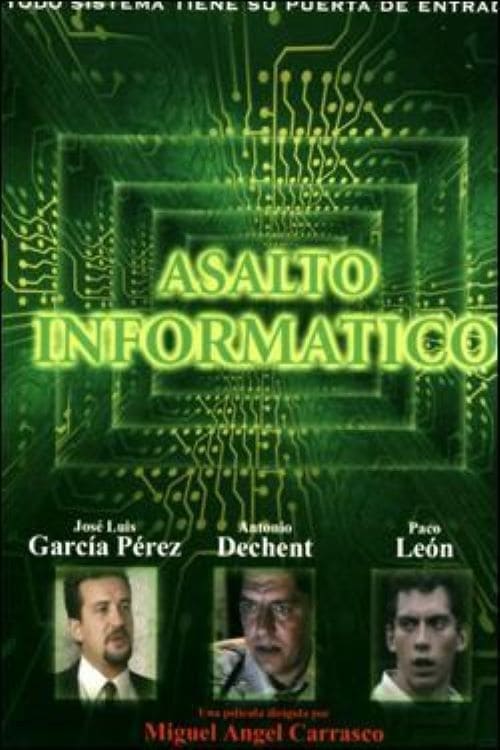 TODO SISTEMA TIENE SU PUERTA DE ENTRAD
ASALTO
INFORMATICO
José Luis
García Pérez
Antonio
Dechent
Paco
León
Una película dirigida por
Miguel Angel Carrasco